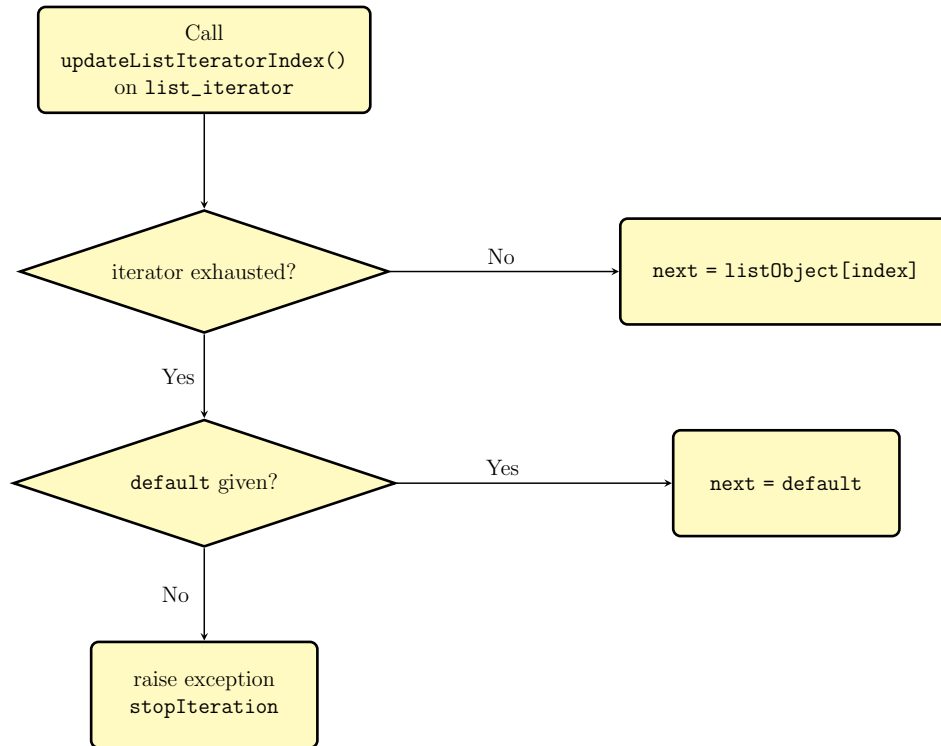 Call
updateListIteratorIndex()
on list_iterator
iterator exhausted?
No
next = listObject[index]
Yes
default given?
Yes
next = default
No
raise exception
stopIteration